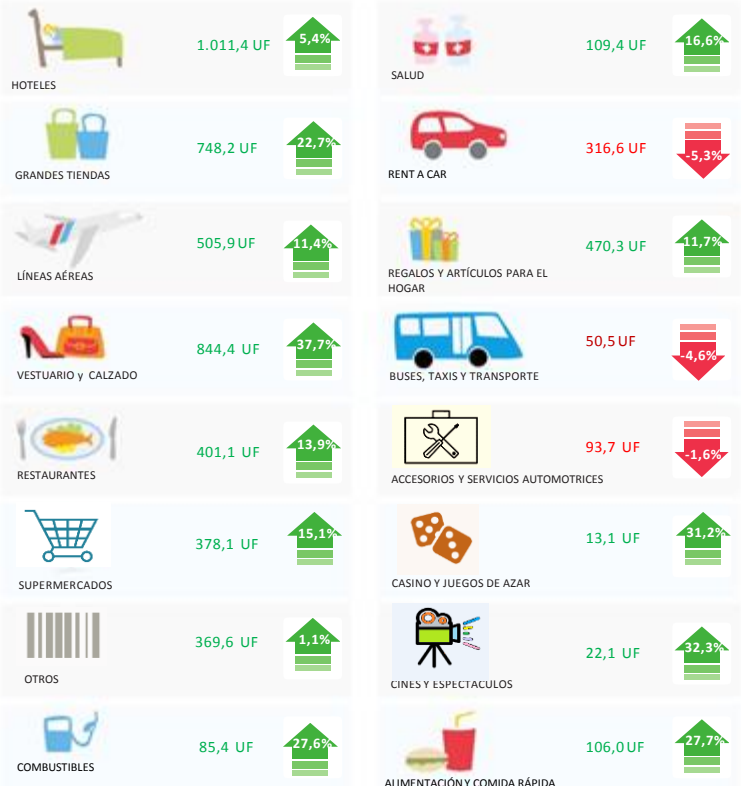 1.011,4 UF
5,4%
HOTELES
748,2 UF
22,7%
GRANDES TIENDAS
505,9 UF
11,4%
LÍNEAS AÉREAS
844,4 UF
37,7%
VESTUARIO y CALZADO
401,1 UF
13,9%
RESTAURANTES
378,1 UF
15,1%
SUPERMERCADOS
369,6 UF
1,1%
OTROS
85,4 UF
27,6%
COMBUSTIBLES
109,4 UF
16,6%
SALUD
316,6 UF
-5,3%
RENT A CAR
470,3 UF
11,7%
REGALOS Y ARTÍCULOS PARA EL
HOGAR
50,5 UF
-4,6%
BUSES, TAXIS Y TRANSPORTE
93,7 UF
-1,6%
ACCESORIOS Y SERVICIOS AUTOMOTRICES
13,1 UF
31,2%
CASINO Y JUEGOS DE AZAR
22,1 UF
32,3%
CINES Y ESPECTACULOS
106,0 UF
27,7%
ALIMENTACIÓN Y COMIDA RÁPIDA